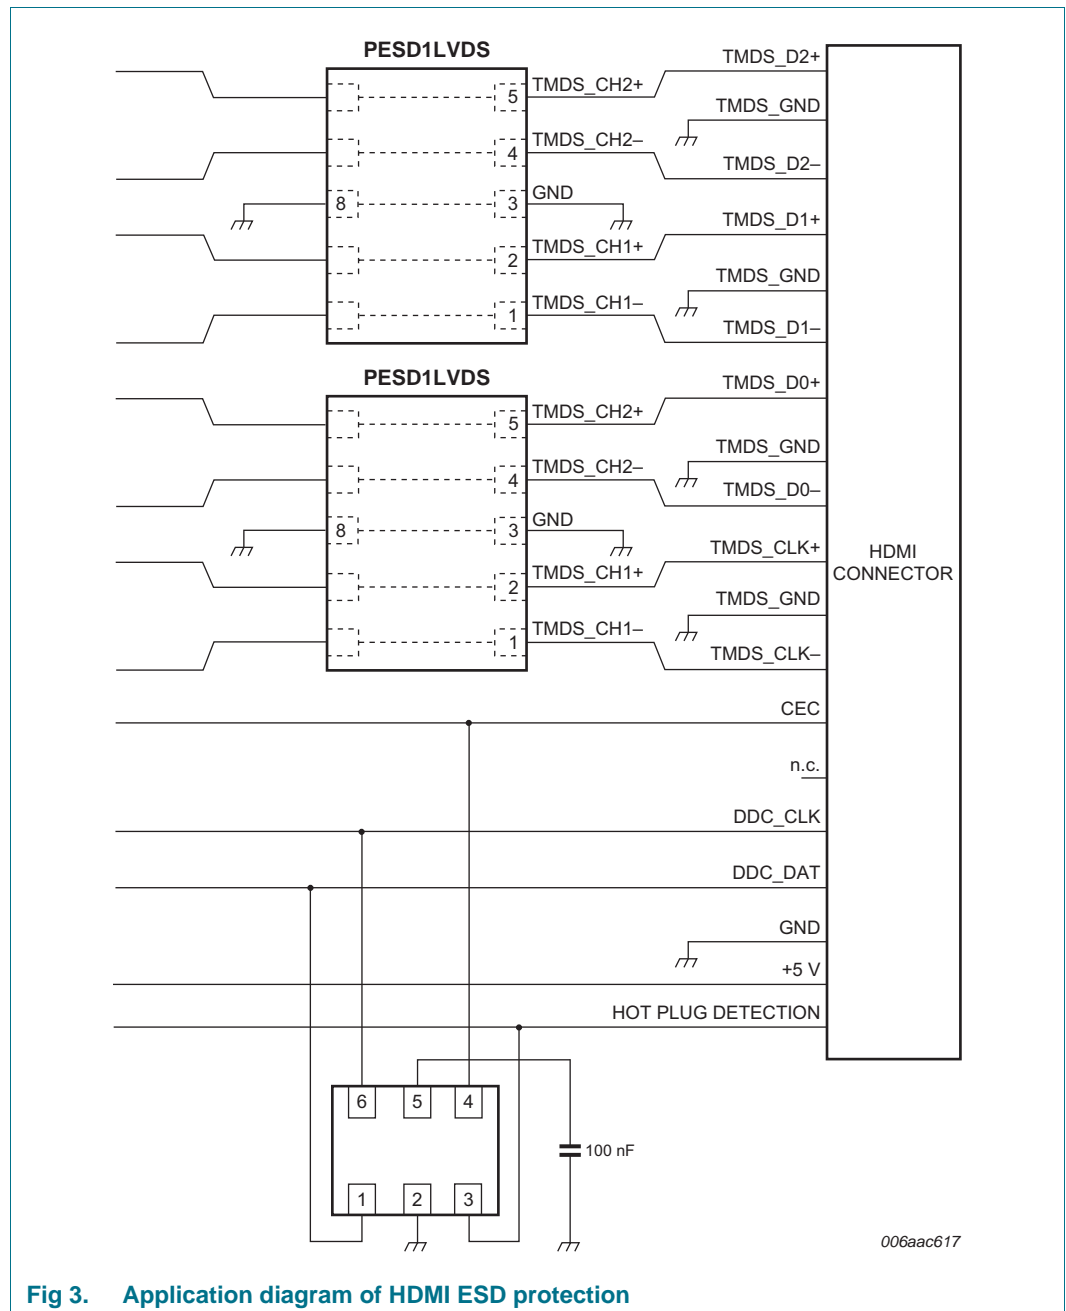 PESD1LVDS
TMDS_D2+
5
TMDS_CH2+
TMDS_GND
4
TMDS_CH2–
TMDS_D2–
8
3
GND
TMDS_D1+
2
TMDS_CH1+
TMDS_GND
1
TMDS_CH1–
TMDS_D1–
PESD1LVDS
TMDS_D0+
5
TMDS_CH2+
TMDS_GND
4
TMDS_CH2–
TMDS_D0–
8
3
GND
TMDS_CLK+
HDMI
CONNECTOR
2
TMDS_CH1+
TMDS_GND
1
TMDS_CH1–
TMDS_CLK–
CEC
n.c.
DDC_CLK
DDC_DAT
GND
+5 V
HOT PLUG DETECTION
6 5 4
100 nF
1 2 3
006aac617
Fig 3. Application diagram of HDMI ESD protection